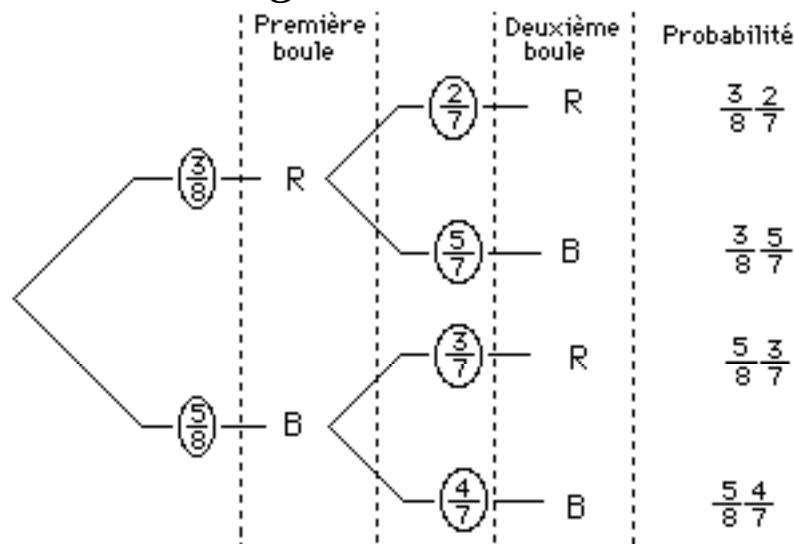 Première
boule
Deuxième
boule
Probabilité
2/7
R
3/8 2/7
3/8
R
5/7
B
3/8 5/7
3/7
R
5/8 3/7
5/8
B
4/7
B
5/8 4/7